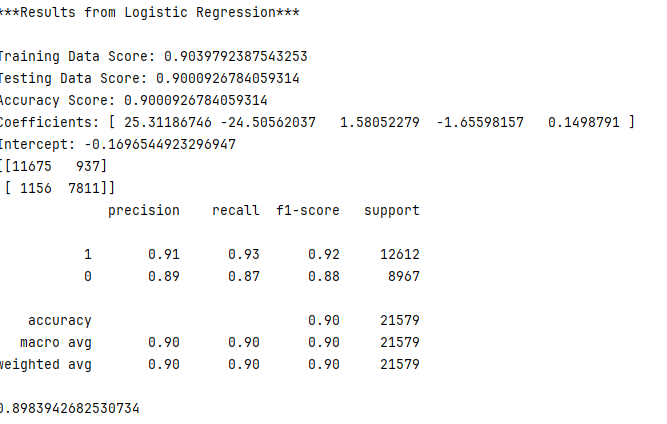 ***Results from Logistic Regression***
Training Data Score: 0.9039792387543253
Testing Data Score: 0.9000926784059314
Accuracy Score: 0.9000926784059314
Coefficients: [ 25.31186746 -24.50562037   1.58052279  -1.65598157   0.1498791 ]
Intercept: -0.1696544923296947
[[11675   937]
[ 1156  7811]]
precision    recall  f1-score   support
1       0.91      0.93      0.92     12612
0       0.89      0.87      0.88      8967
accuracy                           0.90     21579
macro avg       0.90      0.90      0.90     21579
weighted avg       0.90      0.90      0.90     21579
0.8983942682530734